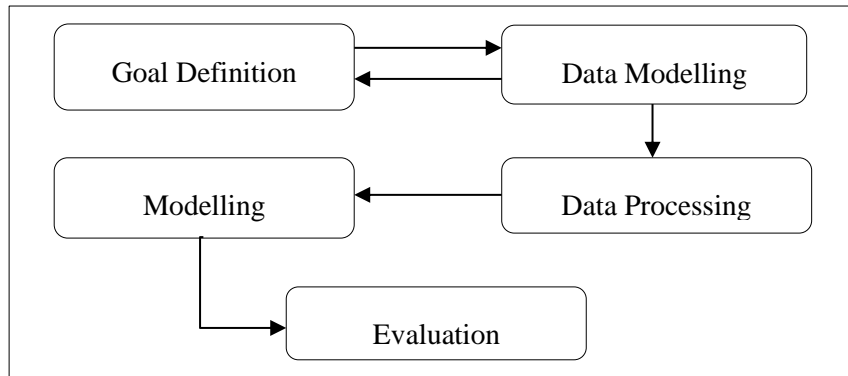 Goal Definition
Data Modelling
Modelling
Data Processing
Evaluation